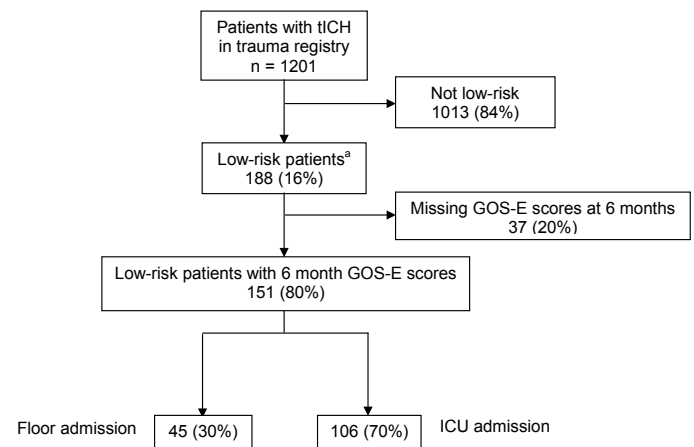 Patients with tICH
in trauma registry
n = 1201
Not low-risk
1013 (84%)
Low-risk patientsᵃ
188 (16%)
Missing GOS-E scores at 6 months
37 (20%)
Low-risk patients with 6 month GOS-E scores
151 (80%)
Floor admission
45 (30%)
106 (70%)
ICU admission